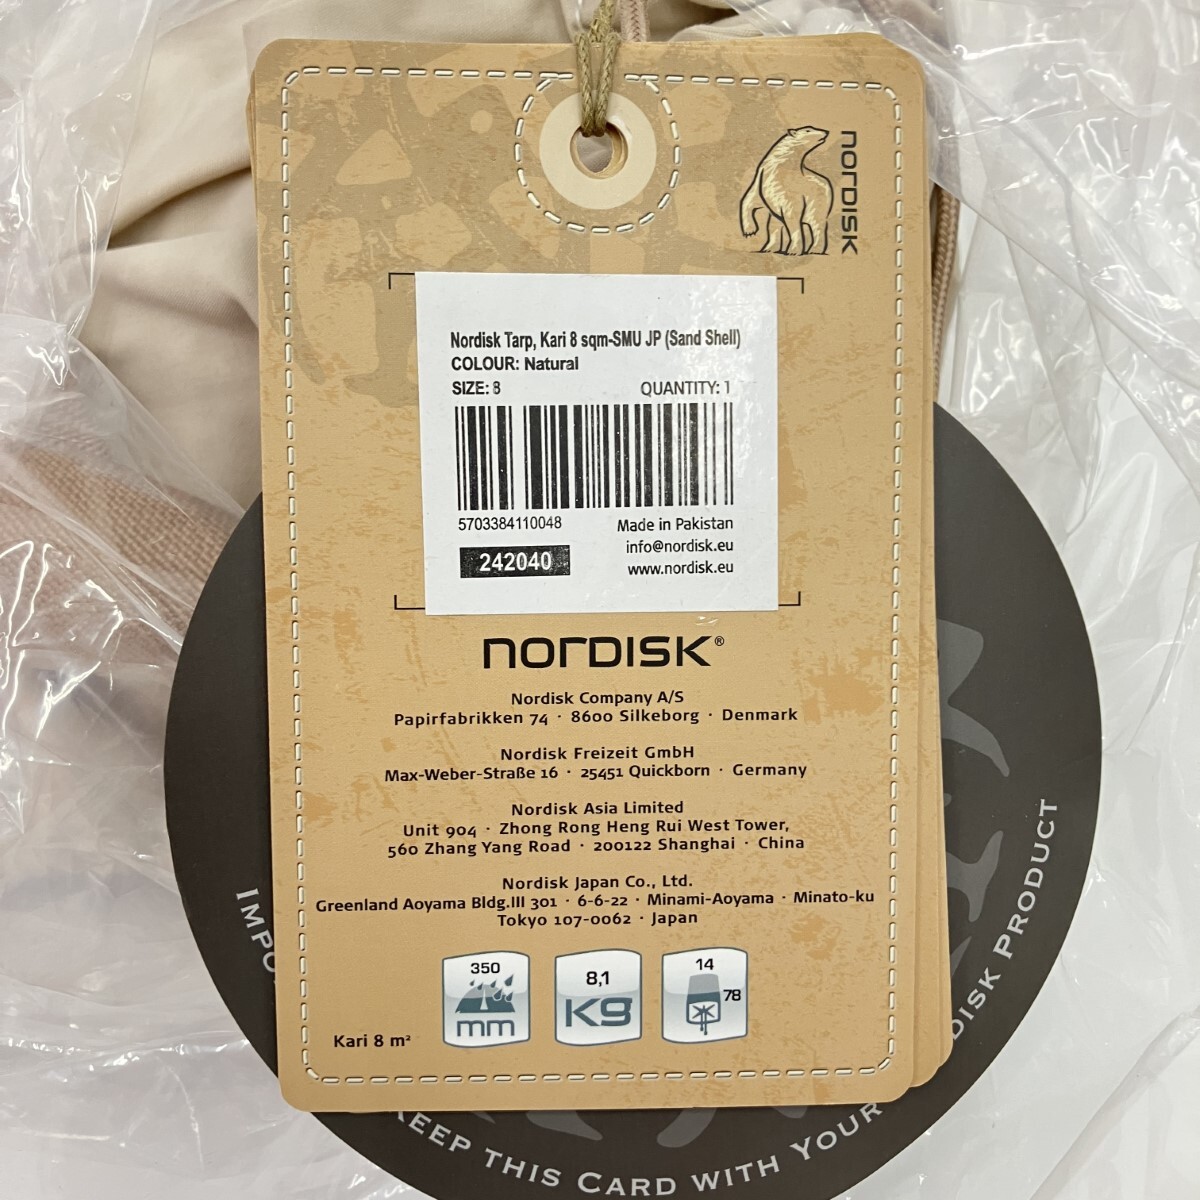 NORDISK
Nordisk Tarp, Kari 8 sqm-SMU JP (Sand Shell)
COLOUR: Natural
SIZE: 8 QUANTITY: 1
5703384110048 Made in Pakistan
242040 info@nordisk.eu
www.nordisk.eu
NORDISK®
Nordisk Company A/S
Papirfabrikken 74 · 8600 Silkeborg · Denmark
Nordisk Freizeit GmbH
Max-Weber-Straße 16 · 25451 Quickborn · Germany
Nordisk Asia Limited
Unit 904 · Zhong Rong Heng Rui West Tower,
560 Zhang Yang Road · 200122 Shanghai · China
Nordisk Japan Co., Ltd.
Greenland Aoyama Bldg.III 301 · 6-6-22 · Minami-Aoyama · Minato-ku
Tokyo 107-0062 · Japan
350
mm
8,1
KG
14
78
Kari 8 m²
KEEP THIS CARD WITH YOUR DISK PRODUCT